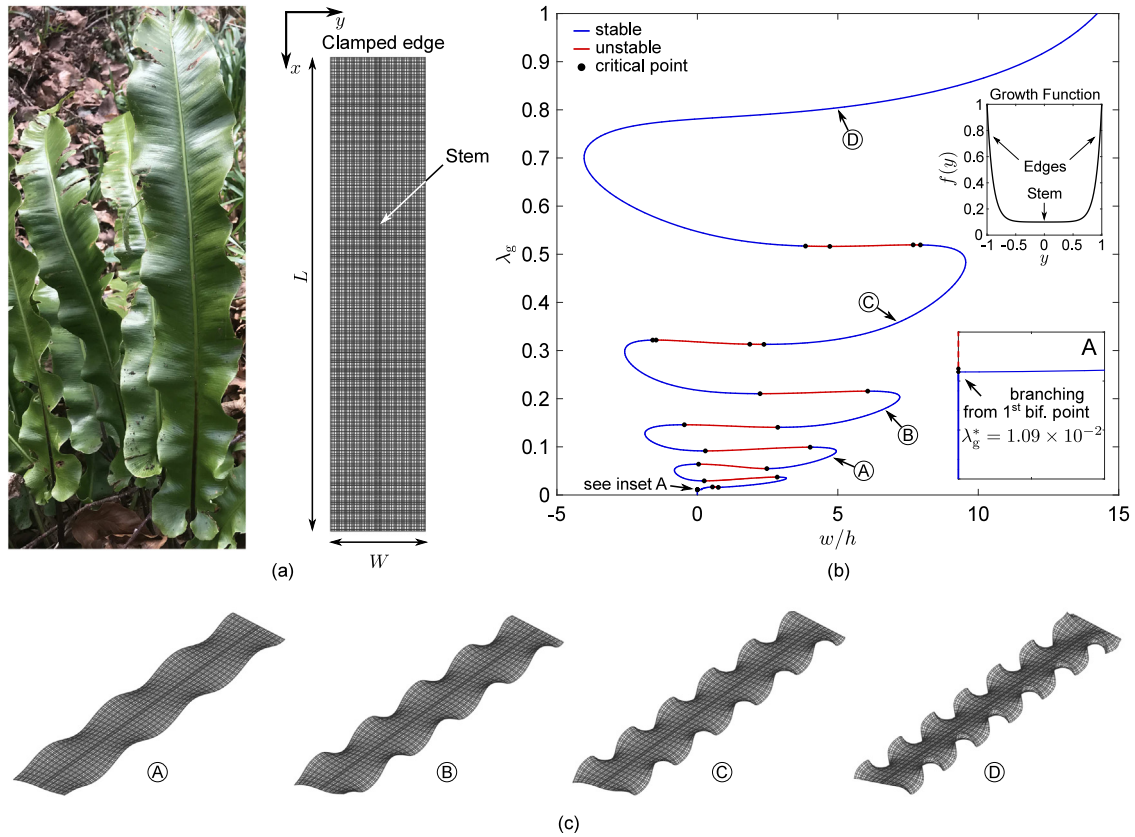 y
x
Clamped edge
Stem
L
W
(a)
1
0.9
0.8
0.7
0.6
0.5
0.4
0.3
0.2
0.1
0
λg
stable
unstable
critical point
D
C
B
A
see inset A
-5
0
5
10
15
w/h
(b)
Growth Function
1
0.8
0.6
0.4
0.2
0
f(y)
Edges
Stem
-1
-0.5
0
0.5
1
y
A
branching
from 1st bif. point
λg* = 1.09 × 10⁻²
A
B
C
D
(c)